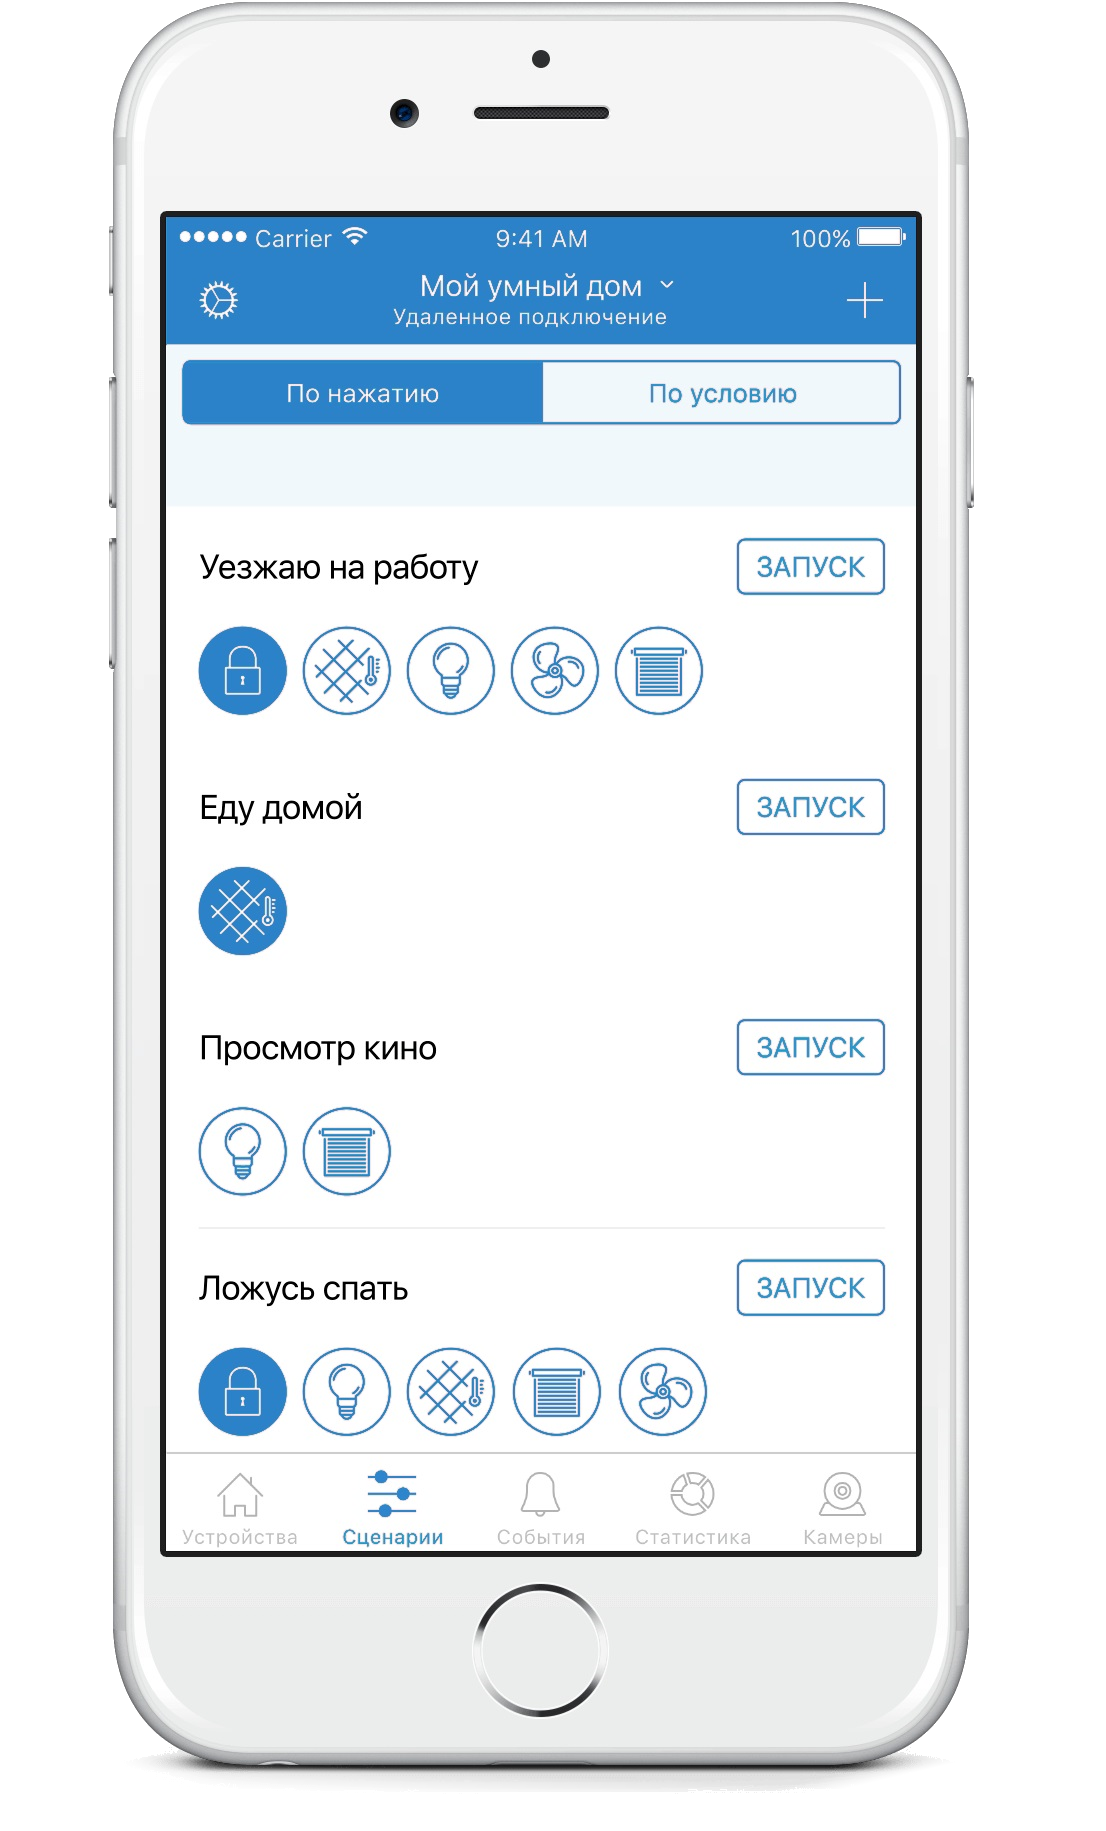 Carrier
9:41 AM
100%
Мой умный дом
Удаленное подключение
По нажатию
По условию
Уезжаю на работу
ЗАПУСК
Еду домой
ЗАПУСК
Просмотр кино
ЗАПУСК
Ложусь спать
ЗАПУСК
Устройства
Сценарии
События
Статистика
Камеры